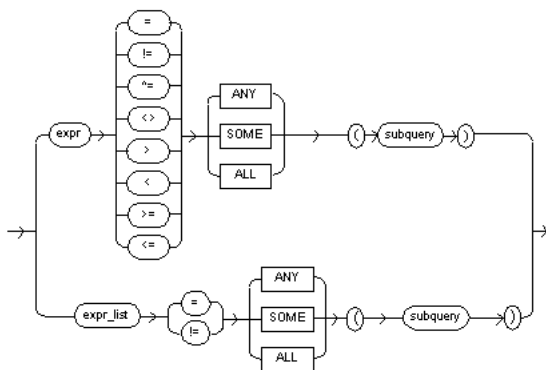 =
!=
^=
<>
>
<
>=
<=
expr
ANY
SOME
ALL
(
subquery
)
expr_list
=
!=
ANY
SOME
ALL
(
subquery
)